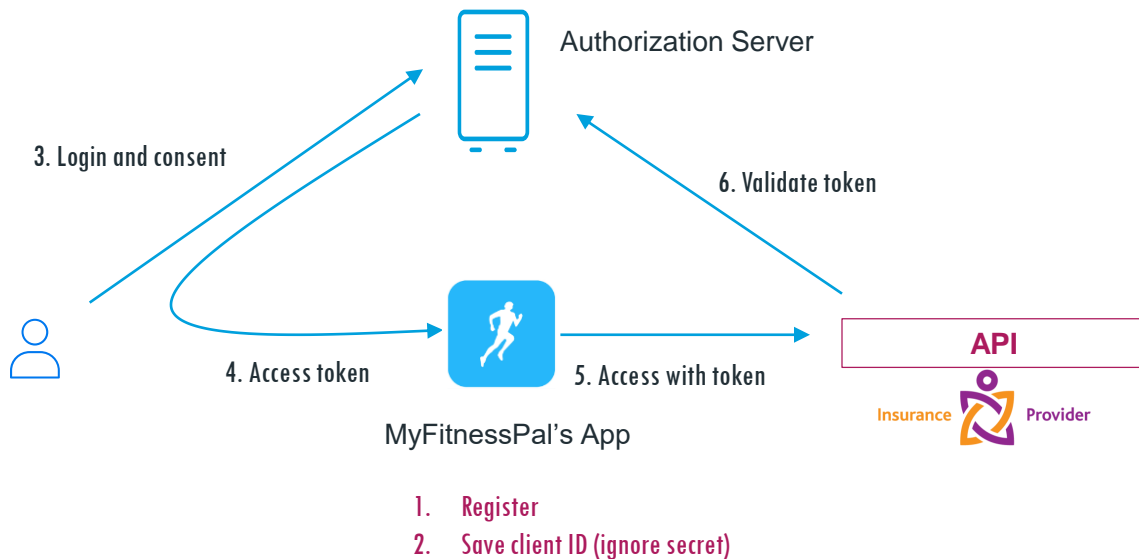 Authorization Server
3. Login and consent
6. Validate token
4. Access token
5. Access with token
API
Insurance Provider
MyFitnessPal's App
1. Register
2. Save client ID (ignore secret)